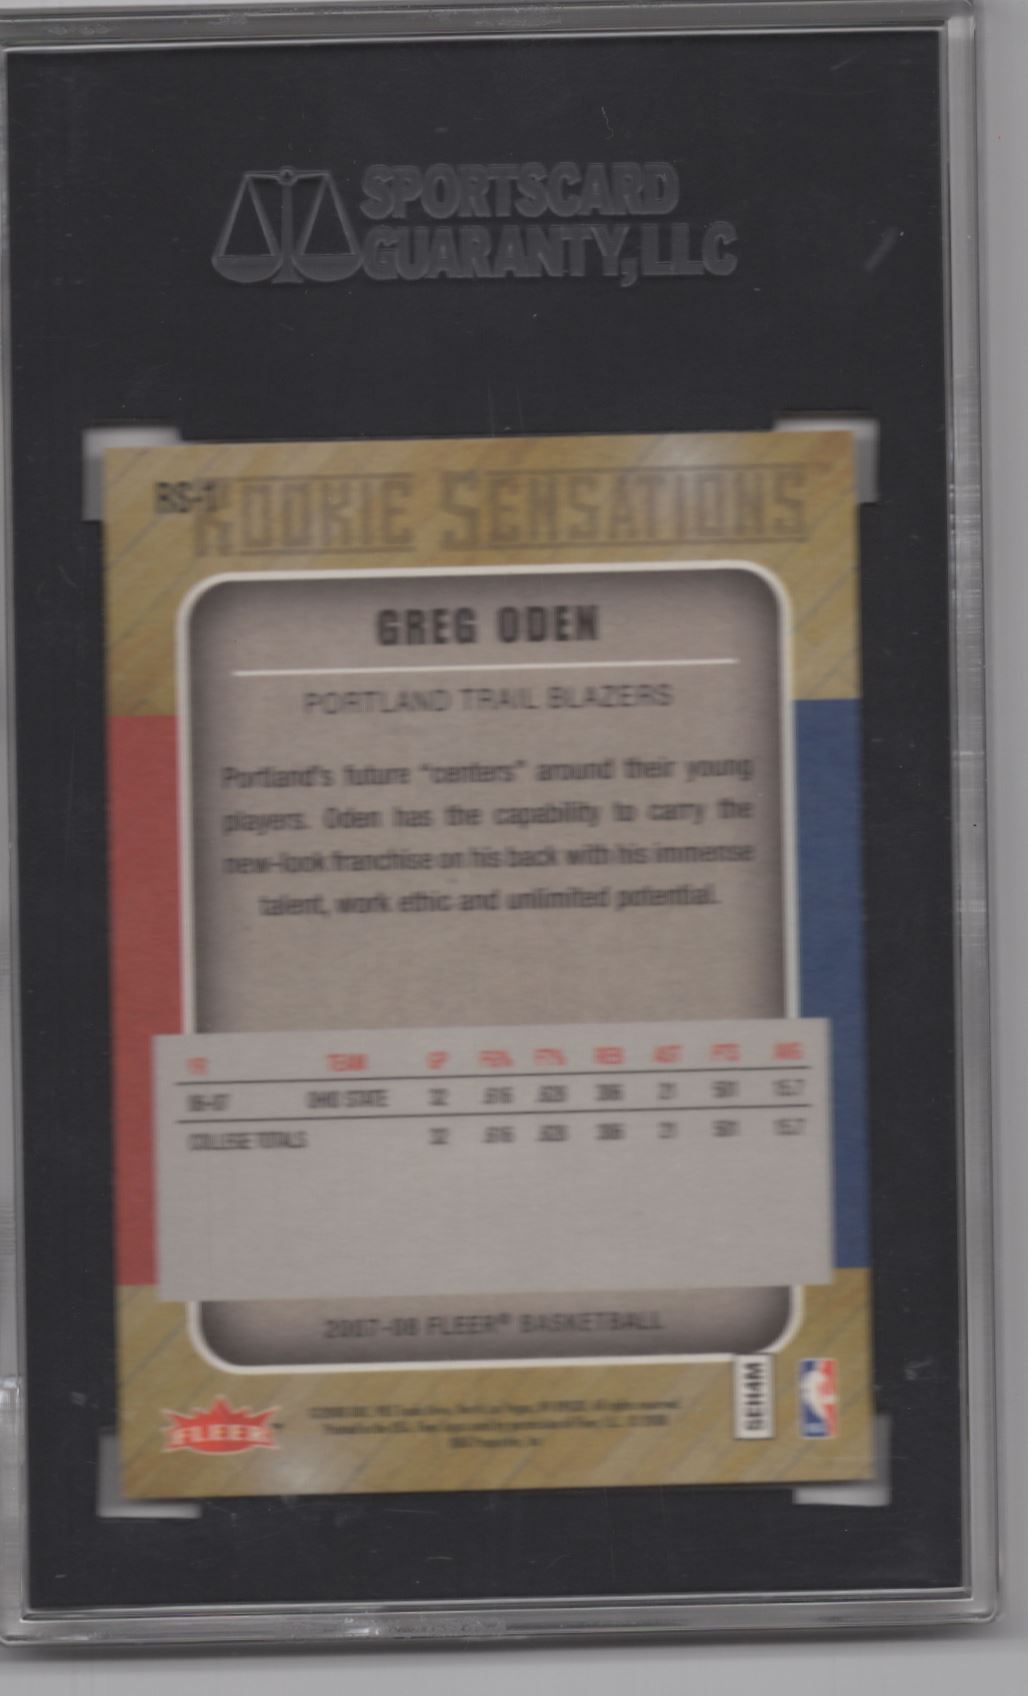 SPORTSCARD
GUARANTY, LLC
RS-1
ROOKIE SENSATIONS
GREG ODEN
PORTLAND TRAIL BLAZERS
Portland's future "centers" around their young
players. Oden has the capability to carry the
new-look franchise on his back with his immense
talent, work ethic and unlimited potential.
YR TEAM GP FG% FT% REB AST PTS AVG
06-07 OHIO STATE 32 .616 .628 306 21 501 15.7
COLLEGE TOTALS 32 .616 .628 306 21 501 15.7
2007-08 FLEER® BASKETBALL
FLEER